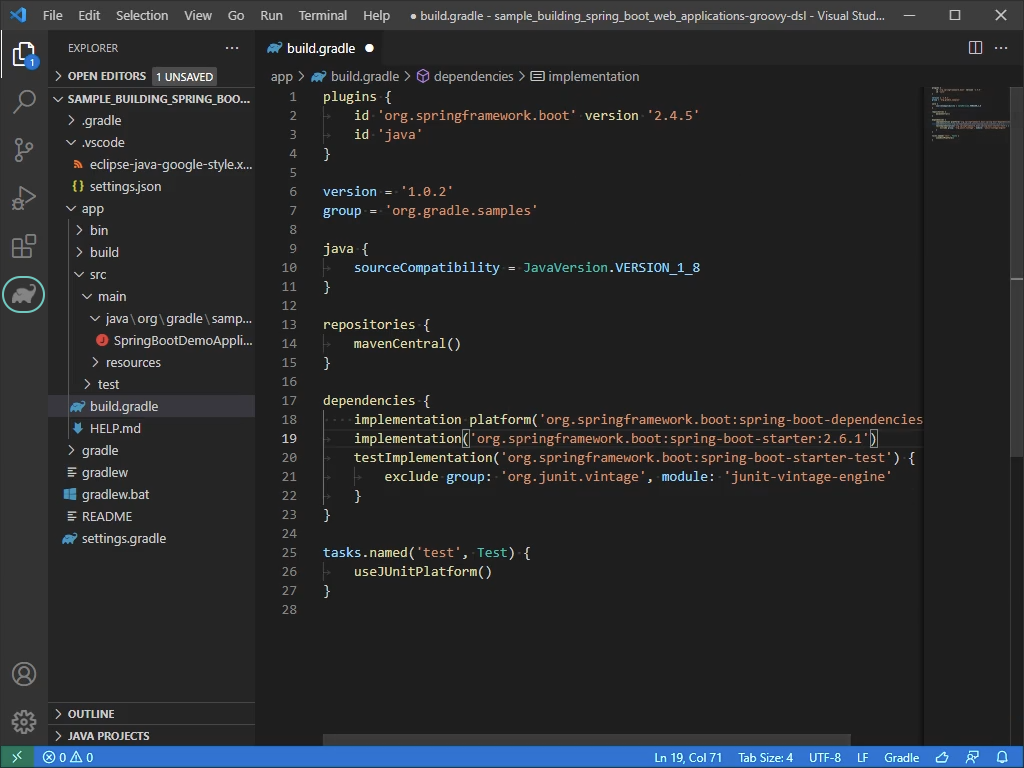 File Edit Selection View Go Run Terminal Help ● build.gradle - sample_building_spring_boot_web_applications-groovy-dsl - Visual Stud...
EXPLORER
build.gradle
OPEN EDITORS 1 UNSAVED
1
SAMPLE_BUILDING_SPRING_BOO...
.gradle
.vscode
eclipse-java-google-style.x...
settings.json
app
bin
build
src
main
java\org\gradle\samp...
SpringBootDemoAppli...
resources
test
build.gradle
HELP.md
gradle
gradlew
gradlew.bat
README
settings.gradle
OUTLINE
JAVA PROJECTS
app > build.gradle > dependencies > implementation
1 plugins {
2 id 'org.springframework.boot' version '2.4.5'
3 id 'java'
4 }
5
6 version = '1.0.2'
7 group = 'org.gradle.samples'
8
9 java {
10 sourceCompatibility = JavaVersion.VERSION_1_8
11 }
12
13 repositories {
14 mavenCentral()
15 }
16
17 dependencies {
18 implementation platform('org.springframework.boot:spring-boot-dependencies
19 implementation('org.springframework.boot:spring-boot-starter:2.6.1')
20 testImplementation('org.springframework.boot:spring-boot-starter-test') {
21 exclude group: 'org.junit.vintage', module: 'junit-vintage-engine'
22 }
23 }
24
25 tasks.named('test', Test) {
26 useJUnitPlatform()
27 }
28
0 0 Ln 19, Col 71 Tab Size: 4 UTF-8 LF Gradle